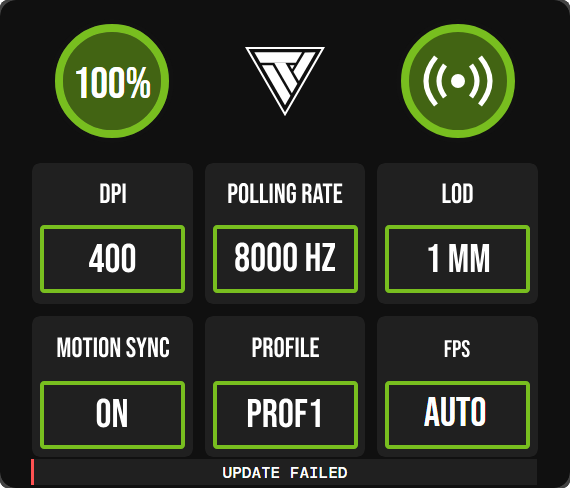 100%
DPI
POLLING RATE
LOD
400
8000 HZ
1 MM
MOTION SYNC
PROFILE
FPS
ON
PROF1
AUTO
UPDATE FAILED